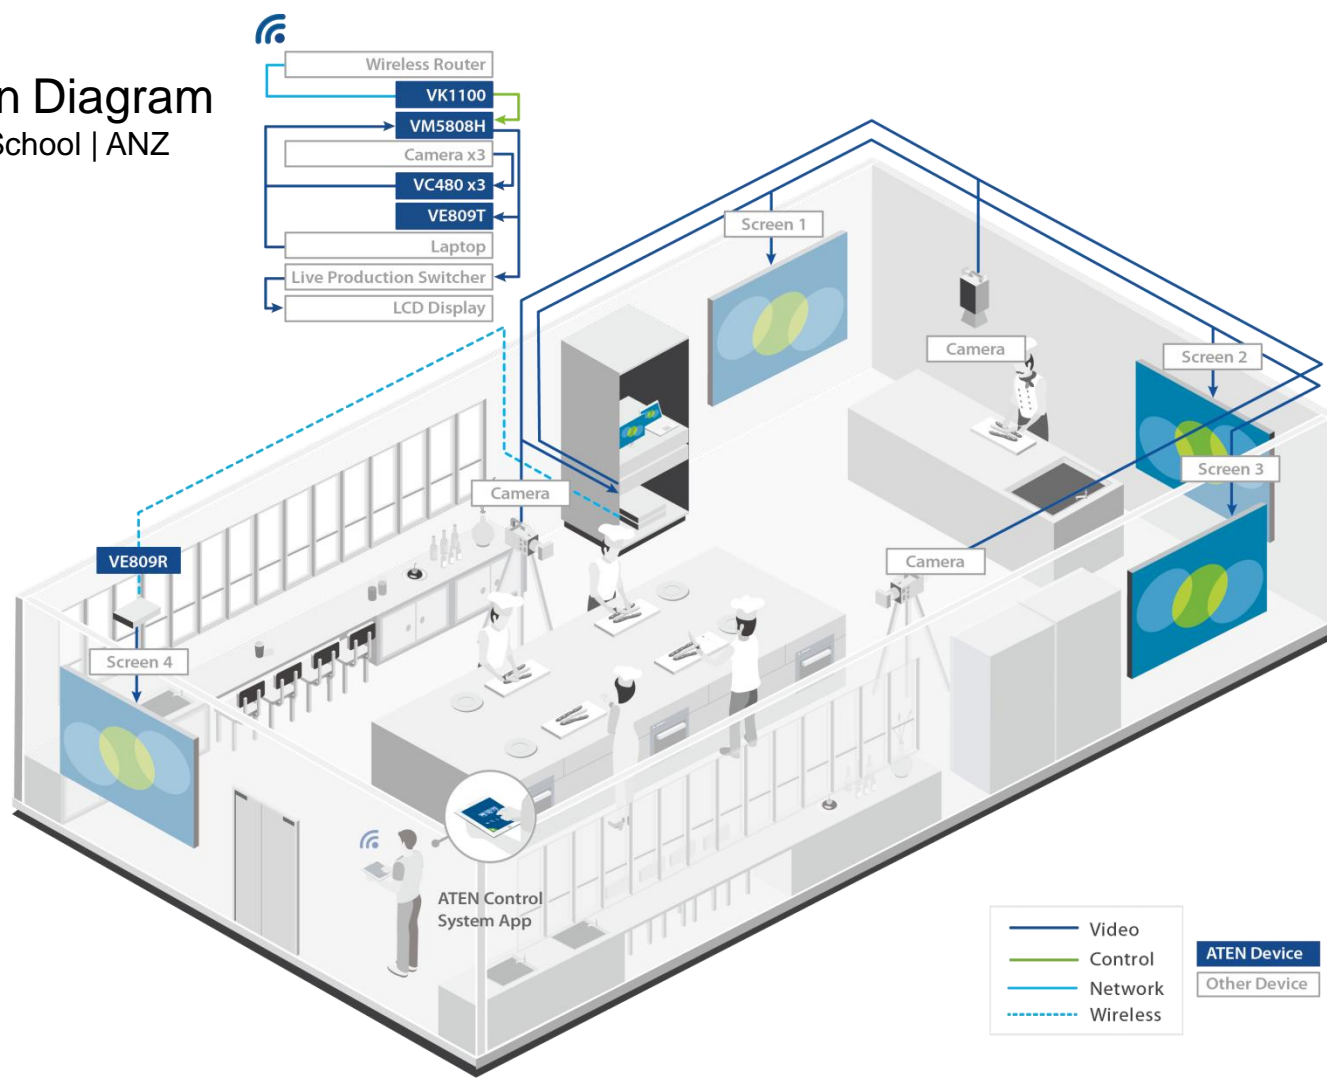 n Diagram
School | ANZ
Wireless Router
VK1100
VM5808H
Camera x3
VC480 x3
VE809T
Laptop
Live Production Switcher
LCD Display
Screen 1
Camera
Screen 2
Screen 3
Camera
Camera
VE809R
Screen 4
ATEN Control
System App
Video
Control
Network
Wireless
ATEN Device
Other Device